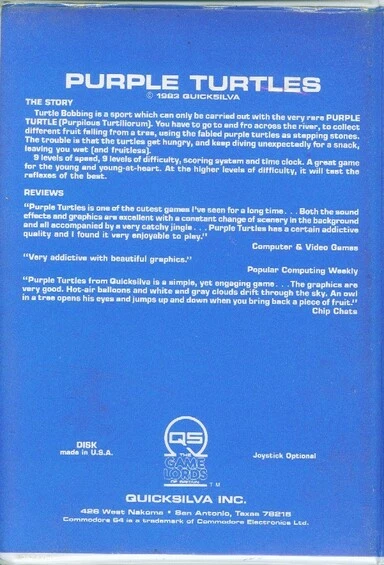 PURPLE TURTLES
© 1983 QUICKSILVA
THE STORY
Turtle Bobbing is a sport which can only be carried out with the very rare PURPLE
TURTLE (Purpilous Turtiliorum). You have to go to and fro across the river, to collect
different fruit falling from a tree, using the fabled purple turtles as stepping stones.
The trouble is that the turtles get hungry, and keep diving unexpectedly for a snack,
leaving you wet (and fruitless).
9 levels of speed, 9 levels of difficulty, scoring system and time clock. A great game
for the young and young-at-heart. At the higher levels of difficulty, it will test the
reflexes of the best.
REVIEWS
"Purple Turtles is one of the cutest games I've seen for a long time . . . Both the sound
effects and graphics are excellent with a constant change of scenery in the background
and all accompanied by a very catchy jingle . . . Purple Turtles has a certain addictive
quality and I found it very enjoyable to play."
Computer & Video Games
"Very addictive with beautiful graphics."
Popular Computing Weekly
"Purple Turtles from Quicksilva is a simple, yet engaging game . . . The graphics are
very good. Hot-air balloons and white and gray clouds drift through the sky. An owl
in a tree opens his eyes and jumps up and down when you bring back a piece of fruit."
Chip Chats
QS
THE
GAME
LORDS
DISK
made in U.S.A.
Joystick Optional
TM
QUICKSILVA INC.
426 West Nakoma • San Antonio, Texas 78216
Commodore 64 is a trademark of Commodore Electronics Ltd.